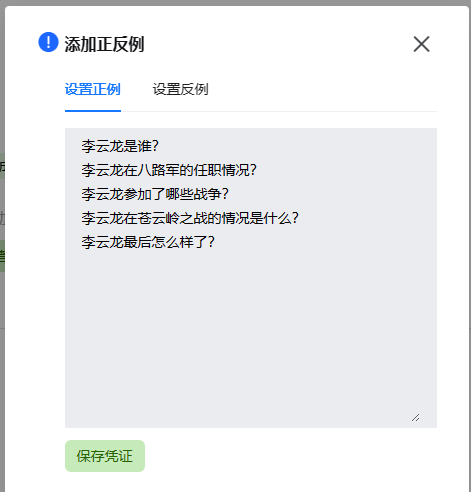 添加正反例
设置正例 设置反例
李云龙是谁?
李云龙在八路军的任职情况?
李云龙参加了哪些战争?
李云龙在苍云岭之战的情况是什么?
李云龙最后怎么样了?
保存凭证